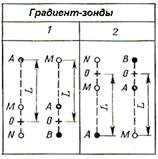 Градиент-зонды
1 2
A M N B
L L O O L
M A M A L
M A
O O
N B A M